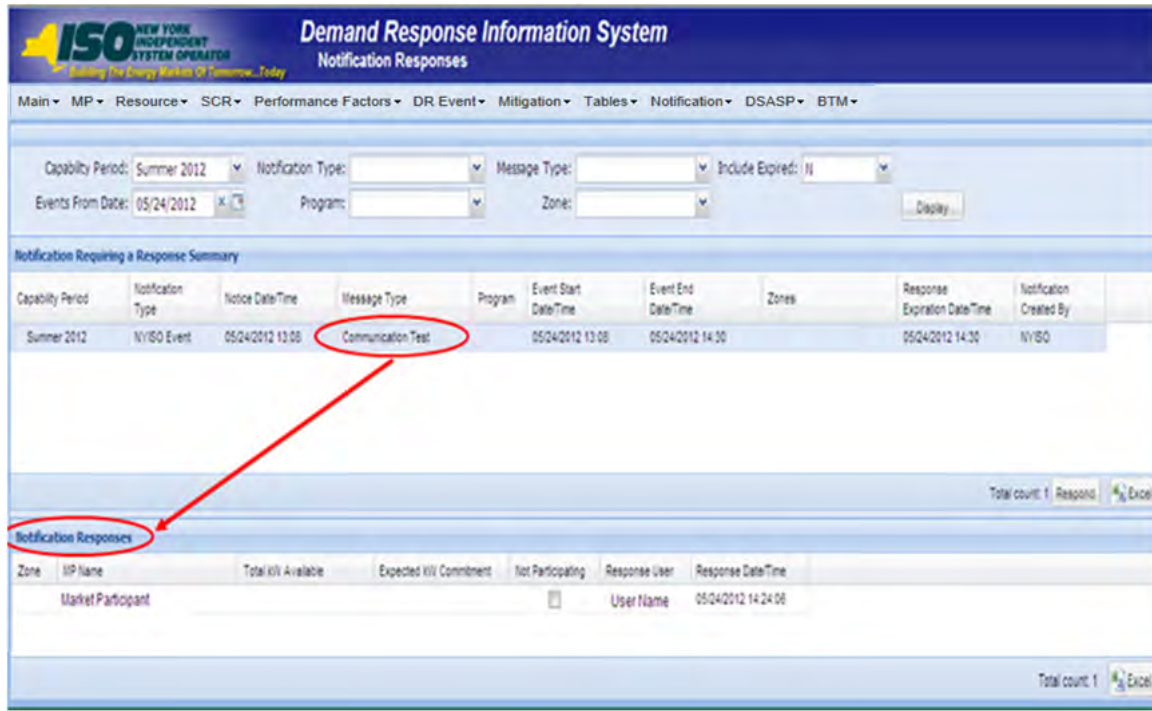 ISO NEW YORK
INDEPENDENT
SYSTEM OPERATOR
Building The Energy Markets Of Tomorrow...Today
Demand Response Information System
Notification Responses
Main MP Resource SCR Performance Factors DR Event Mitigation Tables Notification DSASP BTM
Capability Period: Summer 2012 Notification Type: Message Type: Include Expired: N
Events From Date: 05/24/2012 Program: Zone: Display
Notification Requiring a Response Summary
Capability Period Notification Type Notice Date/Time Message Type Program Event Start Date/Time Event End Date/Time Zones Response Expiration Date/Time Notification Created By
Summer 2012 NYISO Event 05/24/2012 13:08 Communication Test 05/24/2012 13:08 05/24/2012 14:30 05/24/2012 14:30 NYISO
Total count: 1 Respond Excel
Notification Responses
Zone MP Name Total kW Available Expected kW Commitment Not Participating Response User Response Date/Time
Market Participant User Name 05/24/2012 14:24:06
Total count: 1 Excel